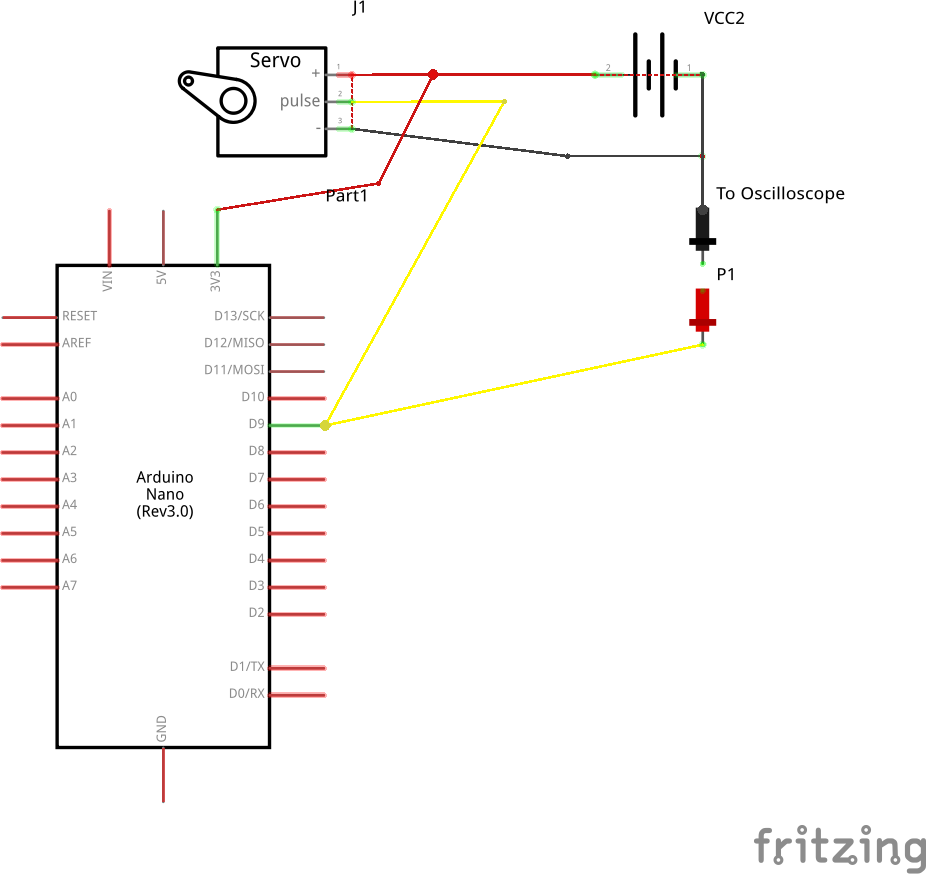 J1
VCC2
Servo
+
1
2
1
pulse
2
-
3
To Oscilloscope
Part1
P1
VIN
5V
3V3
RESET
D13/SCK
AREF
D12/MISO
D11/MOSI
A0
D10
A1
D9
A2
D8
A3
D7
Arduino
Nano
(Rev3.0)
A4
D6
A5
D5
A6
D4
A7
D3
D2
D1/TX
D0/RX
GND
fritzing